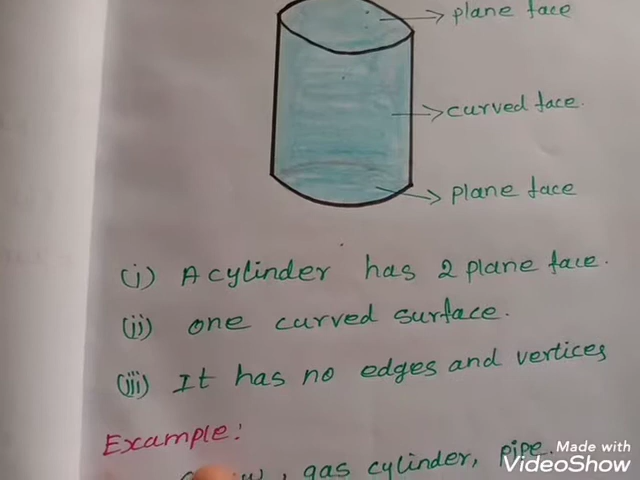 plane face
curved face.
plane face
(i) A cylinder has 2 plane face.
(ii) one curved surface.
(iii) It has no edges and vertices
Example:
, gas cylinder, pipe.
Made with
VideoShow